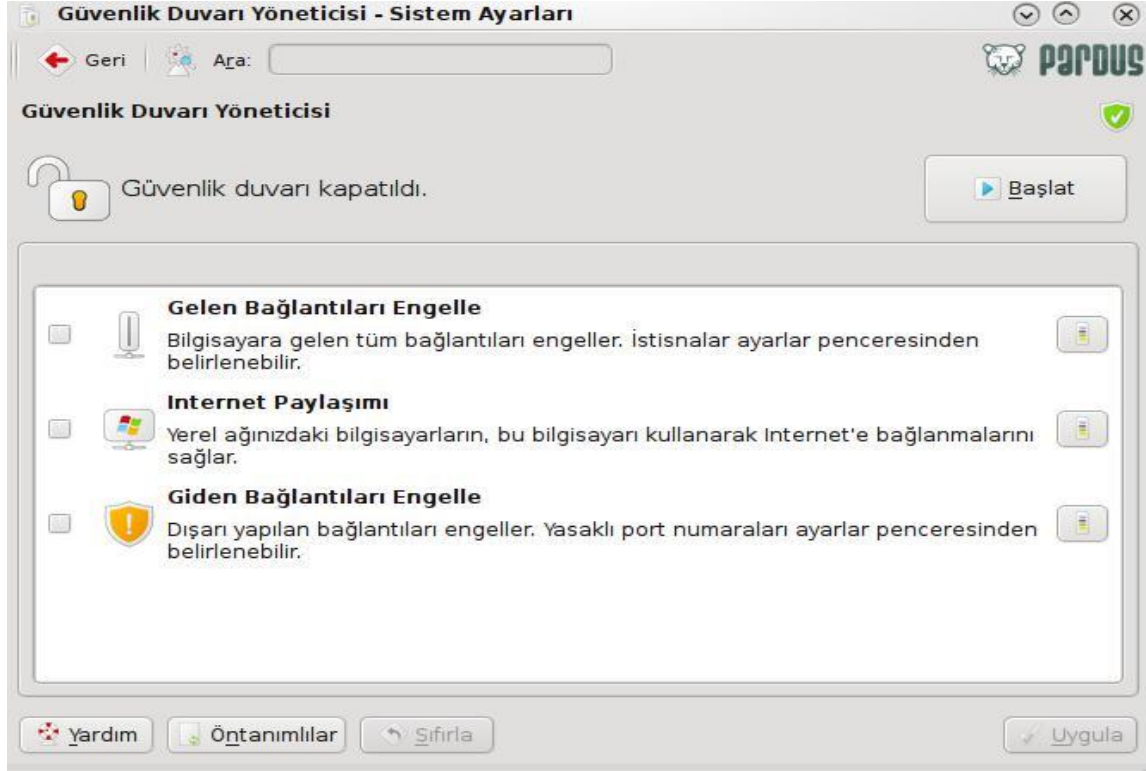 Güvenlik Duvarı Yöneticisi - Sistem Ayarları
Geri
Ara:
PARDUS
Güvenlik Duvarı Yöneticisi
Güvenlik duvarı kapatıldı.
Başlat
Gelen Bağlantıları Engelle
Bilgisayara gelen tüm bağlantıları engeller. İstisnalar ayarlar penceresinden
belirlenebilir.
Internet Paylaşımı
Yerel ağınızdaki bilgisayarların, bu bilgisayarı kullanarak Internet'e bağlanmalarını
sağlar.
Giden Bağlantıları Engelle
Dışarı yapılan bağlantıları engeller. Yasaklı port numaraları ayarlar penceresinden
belirlenebilir.
Yardım
Öntanımlılar
Sıfırla
Uygula